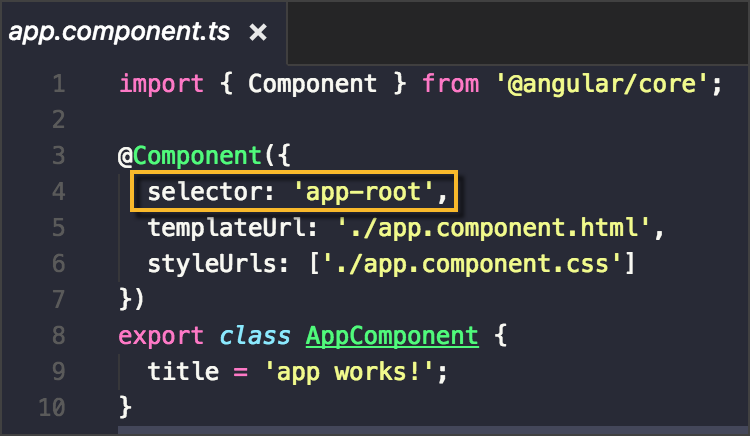 app.component.ts ×
1 import { Component } from '@angular/core';
2
3 @Component({
4 selector: 'app-root',
5 templateUrl: './app.component.html',
6 styleUrls: ['./app.component.css']
7 })
8 export class AppComponent {
9 title = 'app works!';
10 }